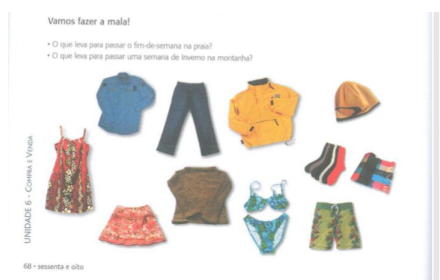 Vamos fazer a mala!
• O que leva para passar o fim-de-semana na praia?
• O que leva para passar uma semana de inverno na montanha?
UNIDADE 6 - COMPRA E VENDA
68 • sessenta e oito